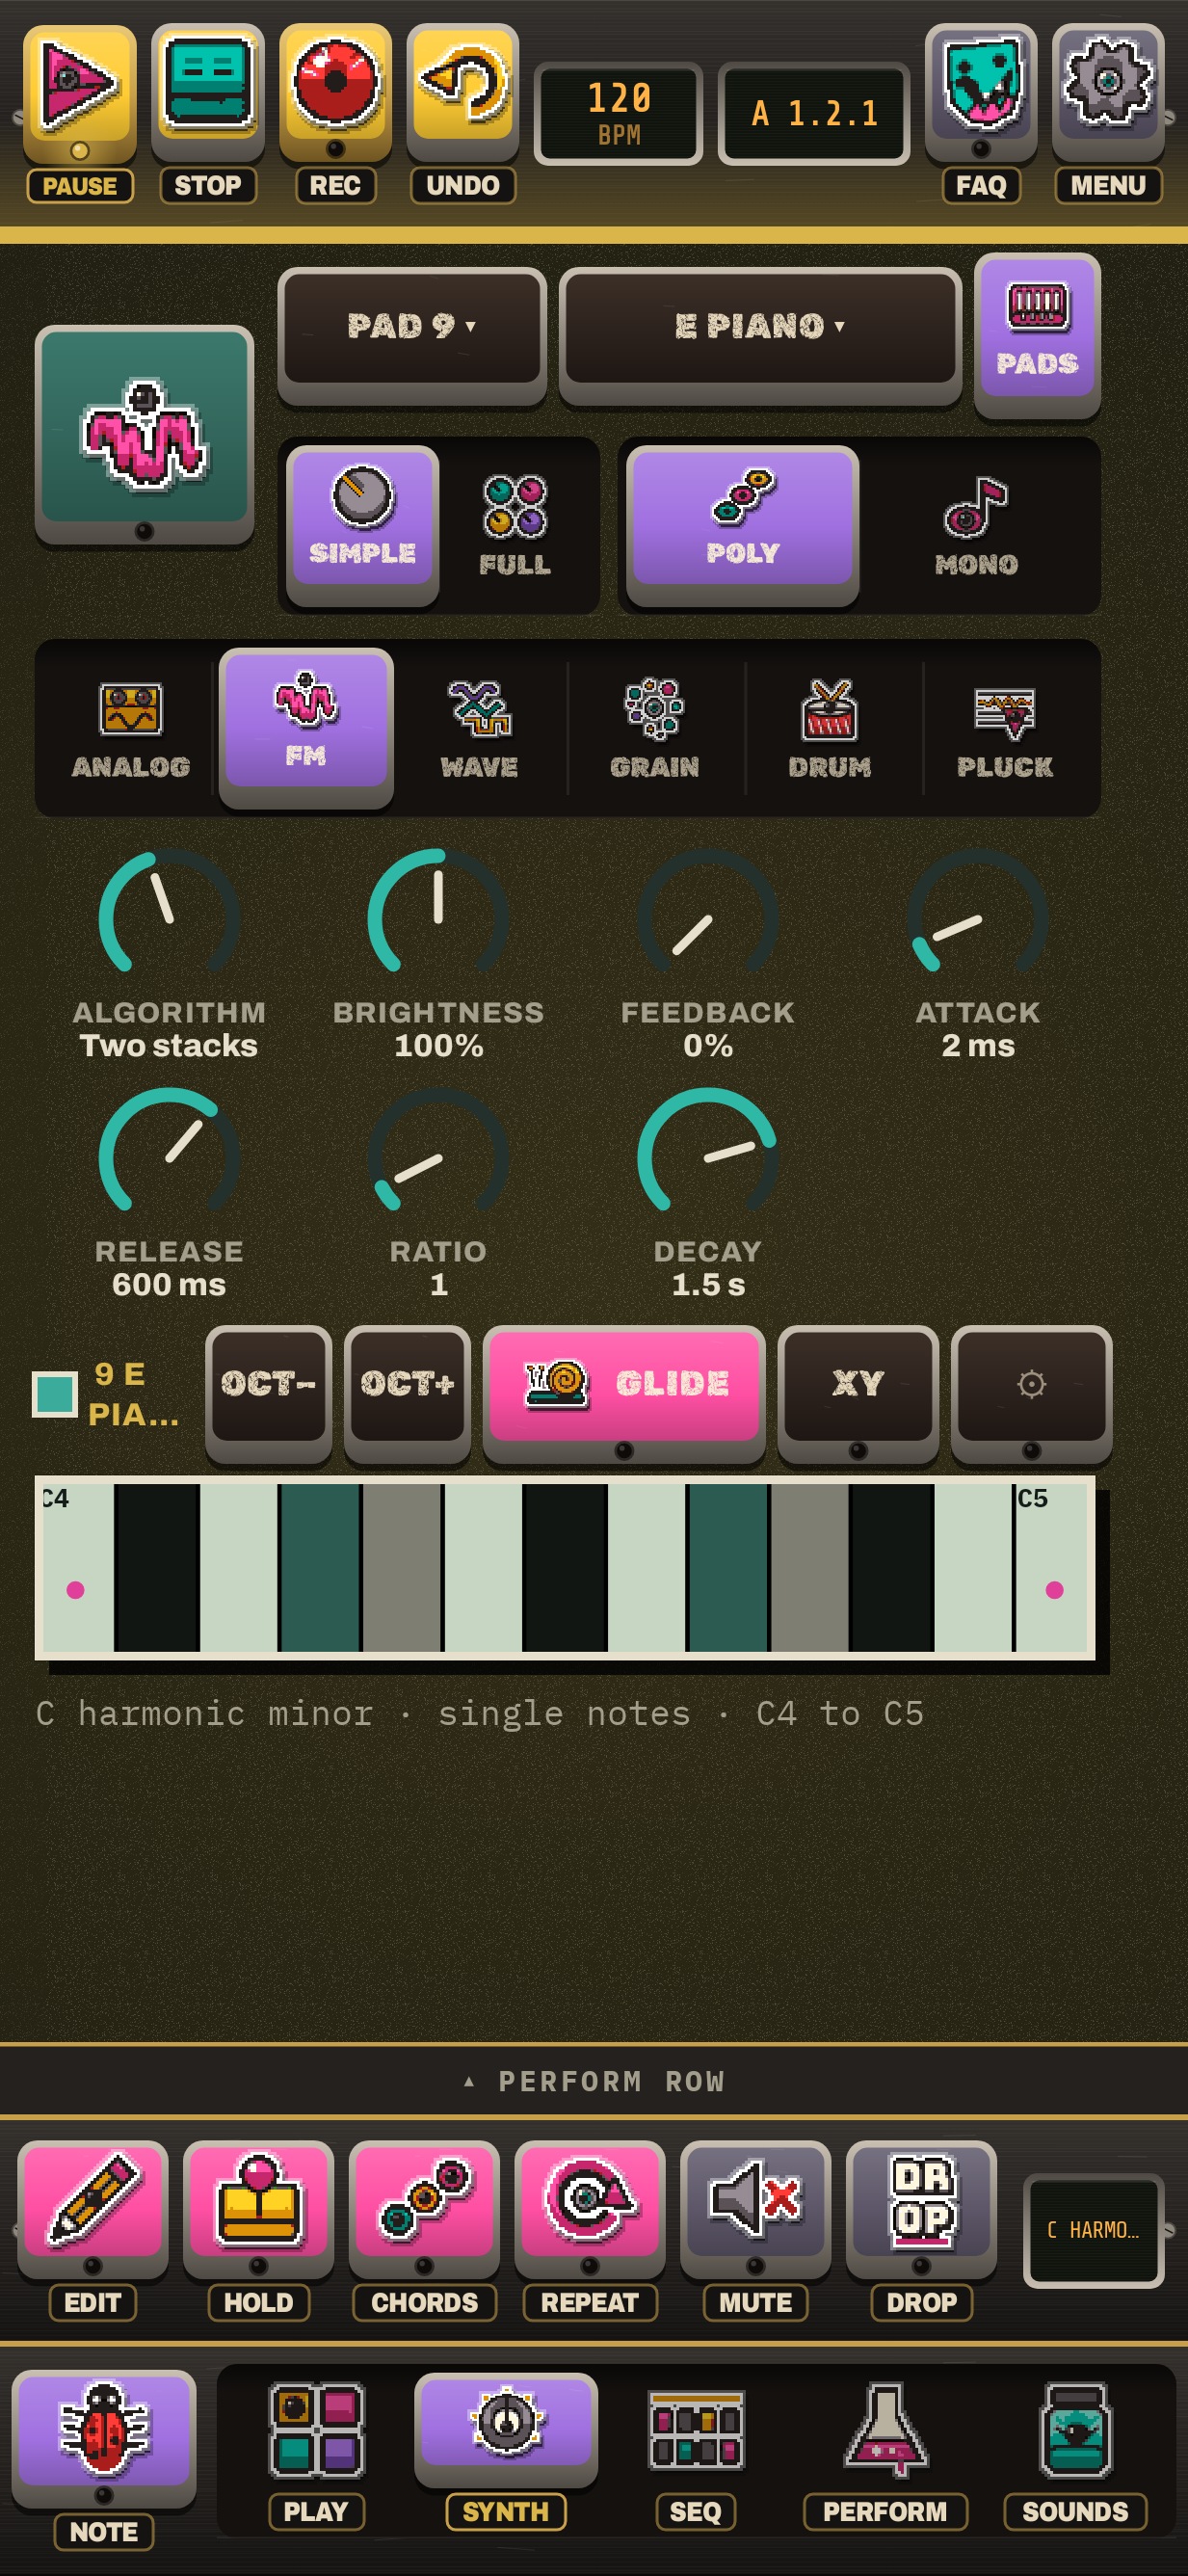 120
BPM
A 1.2.1
PAUSE STOP REC UNDO FAQ MENU
PAD 9 ▾ E PIANO ▾ PADS
SIMPLE FULL POLY MONO
ANALOG FM WAVE GRAIN DRUM PLUCK
ALGORITHM BRIGHTNESS FEEDBACK ATTACK
Two stacks 100% 0% 2 ms
RELEASE RATIO DECAY
600 ms 1 1.5 s
9 E
PIA...
OCT- OCT+ GLIDE XY
C4 C5
C harmonic minor · single notes · C4 to C5
▴ PERFORM ROW
DR
OP
C HARMO…
EDIT HOLD CHORDS REPEAT MUTE DROP
NOTE PLAY SYNTH SEQ PERFORM SOUNDS